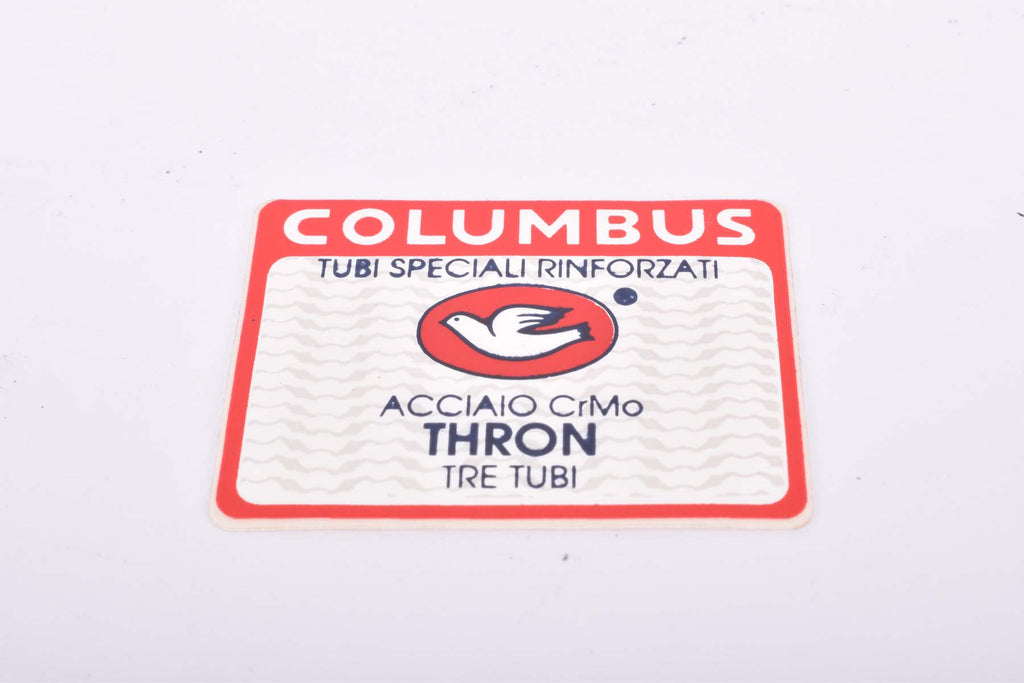 COLUMBUS
TUBI SPECIALI RINFORZATI
ACCIAIO CrMo
THRON
TRE TUBI